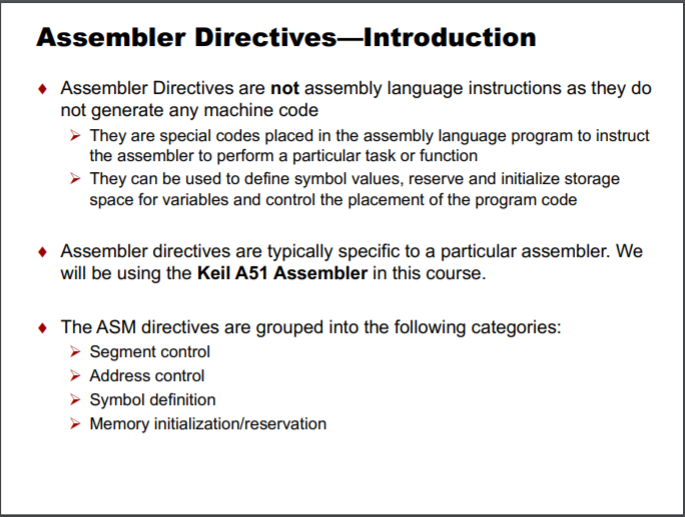 Assembler Directives—Introduction
Assembler Directives are not assembly language instructions as they do
not generate any machine code
They are special codes placed in the assembly language program to instruct
the assembler to perform a particular task or function
They can be used to define symbol values, reserve and initialize storage
space for variables and control the placement of the program code
Assembler directives are typically specific to a particular assembler. We
will be using the Keil A51 Assembler in this course.
The ASM directives are grouped into the following categories:
Segment control
Address control
Symbol definition
Memory initialization/reservation